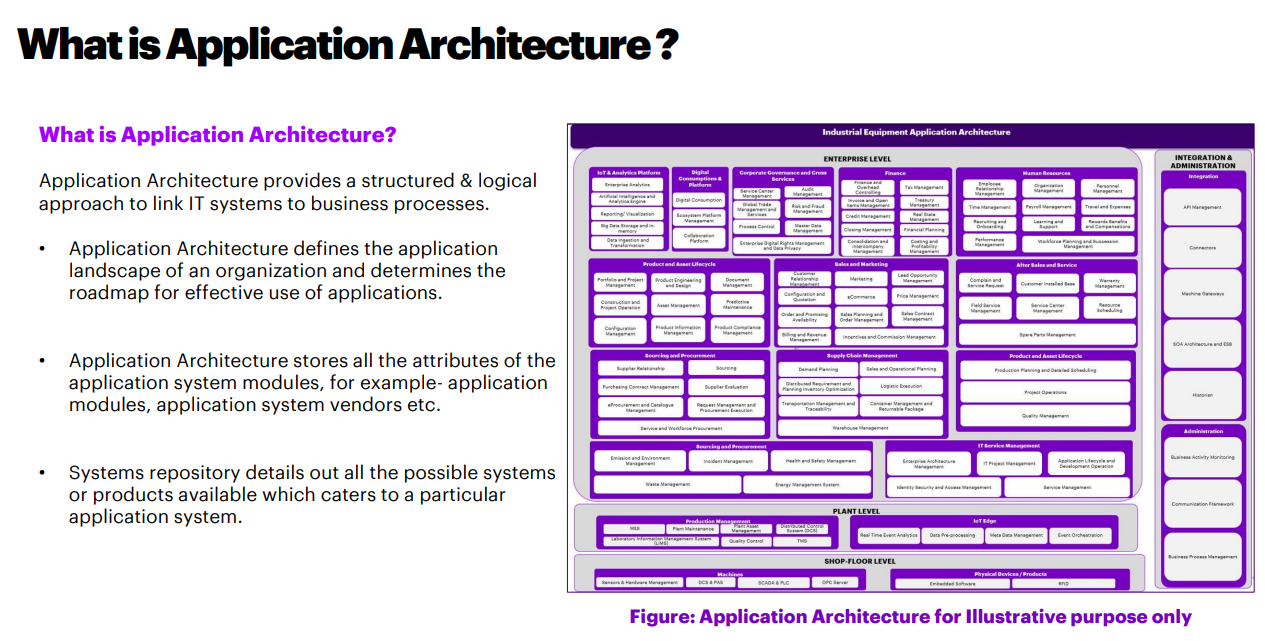 What is Application Architecture ?
What is Application Architecture?
Application Architecture provides a structured & logical
approach to link IT systems to business processes.
• Application Architecture defines the application
landscape of an organization and determines the
roadmap for effective use of applications.
• Application Architecture stores all the attributes of the
application system modules, for example- application
modules, application system vendors etc.
• Systems repository details out all the possible systems
or products available which caters to a particular
application system.
Industrial Equipment Application Architecture
ENTERPRISE LEVEL
IoT & Analytics Platform
Enterprise Analytics
Artificial Intelligence and
Analytics Engine
Reporting/ Visualization
Big Data Storage and In-
memory
Data Ingestion and
Transformation
Digital
Consumptions &
Platform
Digital Consumption
Ecosystem Platform
Management
Collaboration
Platform
Corporate Governance and Cross
Services
Service Center
Management
Audit
Management
Global Trade
Management and
Services
Risk and Fraud
Management
Process Control
Master Data
Management
Enterprise Digital Rights Management
and Data Privacy
Finance
Finance and
Overhead
Controlling
Tax Management
Invoice and Open
Items Management
Treasury
Management
Credit Management
Real State
Management
Closing Management
Financial Planning
Consolidation and
Intercompany
Management
Costing and
Profitability
Management
Human Resources
Employee
Relationship
Management
Organization
Management
Personnel
Management
Time Management
Payroll Management
Travel and Expenses
Recruiting and
Onboarding
Learning and
Support
Rewards Benefits
and Compensations
Performance
Management
Workforce Planning and Succession
Management
Product and Asset Lifecycle
Portfolio and Project
Management
Product Engineering
and Design
Document
Management
Construction and
Project Operation
Asset Management
Predictive
Maintenance
Configuration
Management
Product Information
Management
Product Compliance
Management
Sales and Marketing
Customer
Relationship
Management
Marketing
Lead Opportunity
Management
Configuration and
Quotation
eCommerce
Price Management
Order and Promising
Availability
Sales Planning and
Order Management
Sales Contract
Management
Billing and Revenue
Management
Incentives and Commission Management
After Sales and Service
Complain and
Service Request
Customer Installed Base
Warranty
Management
Field Service
Management
Service Center
Management
Resource
Scheduling
Spare Parts Management
Sourcing and Procurement
Supplier Relationship
Sourcing
Purchasing Contract Management
Supplier Evaluation
eProcurement and Catalogue
Management
Request Management and
Procurement Execution
Service and Workforce Procurement
Supply Chain Management
Demand Planning
Sales and Operational Planning
Distributed Requirement and
Planning Inventory Optimization
Logistic Execution
Transportation Management and
Traceability
Container Management and
Returnable Package
Warehouse Management
Product and Asset Lifecycle
Production Planning and Detailed Scheduling
Project Operations
Quality Management
Sourcing and Procurement
Emission and Environment
Management
Incident Management
Health and Safety Management
Waste Management
Energy Management System
IT Service Management
Enterprise Architecture
Management
IT Project Management
Application Lifecycle and
Development Operation
Identity Security and Access Management
Service Management
PLANT LEVEL
Production Management
MES
Plant Maintenance
Plant Asset
Management
Distributed Control
System (DCS)
Laboratory Information Management System
(LIMS)
Quality Control
TMS
IoT Edge
Real Time Event Analytics
Data Pre-processing
Meta Data Management
Event Orchestration
SHOP-FLOOR LEVEL
Machines
Sensors & Hardware Management
DCS & PAS
SCADA & PLC
OPC Server
Physical Devices / Products
Embedded Software
RFID
INTEGRATION &
ADMINISTRATION
Integration
API Management
Connectors
Machine Gateways
SOA Architecture and ESB
Historian
Administration
Business Activity Monitoring
Communication Framework
Business Process Management
Figure: Application Architecture for Illustrative purpose only